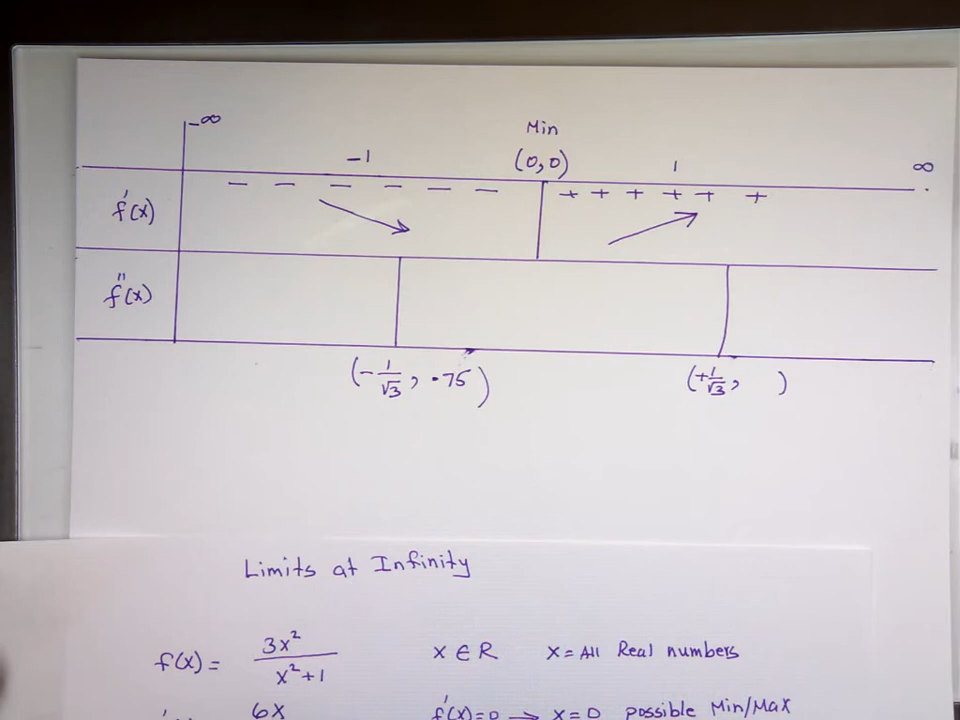 -∞
Min
-1 (0,0) 1 ∞
f'(x) - - - - - - + + + + + +
f''(x)
(-1/√3, .75) (+1/√3, )
Limits at Infinity
f(x) = 3x²/x²+1 x ∈ R x = All Real numbers
6x f'(x)=0 → x=0 possible Min/Max